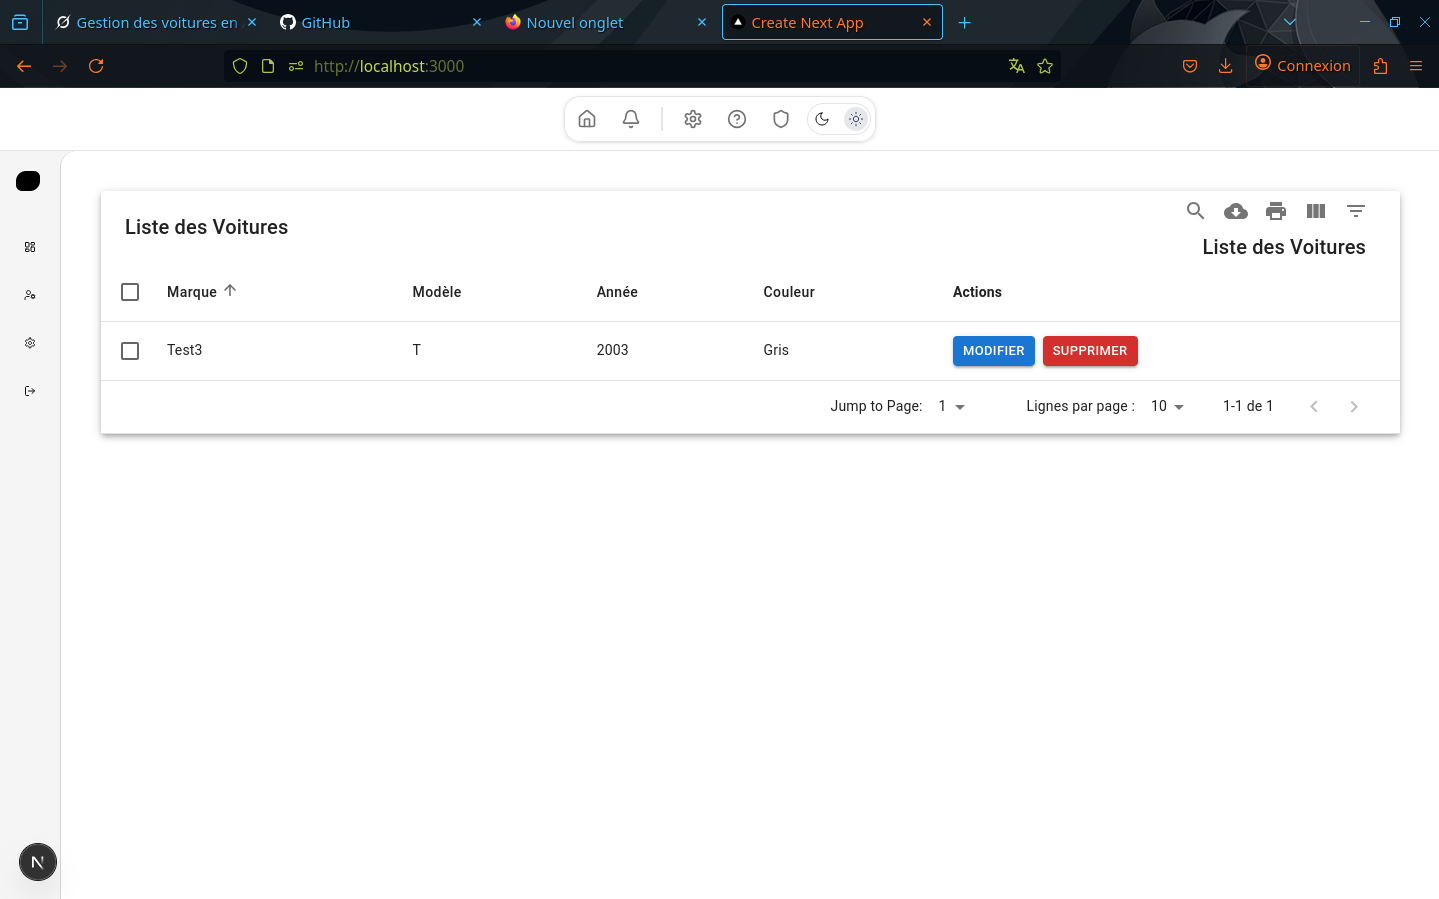 Gestion des voitures en
GitHub
Nouvel onglet
Create Next App
http://localhost:3000
Connexion
Liste des Voitures
Liste des Voitures
Marque Modèle Année Couleur Actions
Test3 T 2003 Gris MODIFIER SUPPRIMER
Jump to Page: 1 Lignes par page : 10 1-1 de 1
N